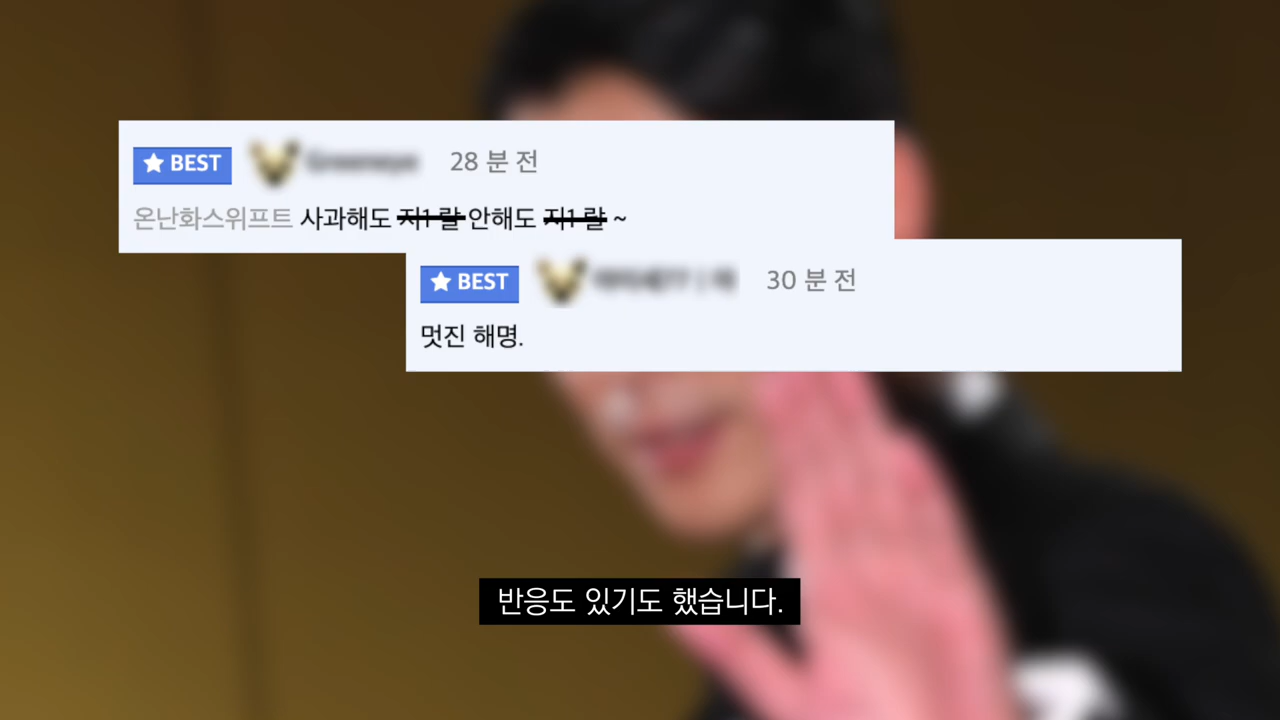 BEST 28 분 전
온난화스위프트 사과해도 지1랄 안해도 지1랄 ~
BEST 30 분 전
멋진 해명.
반응도 있기도 했습니다.